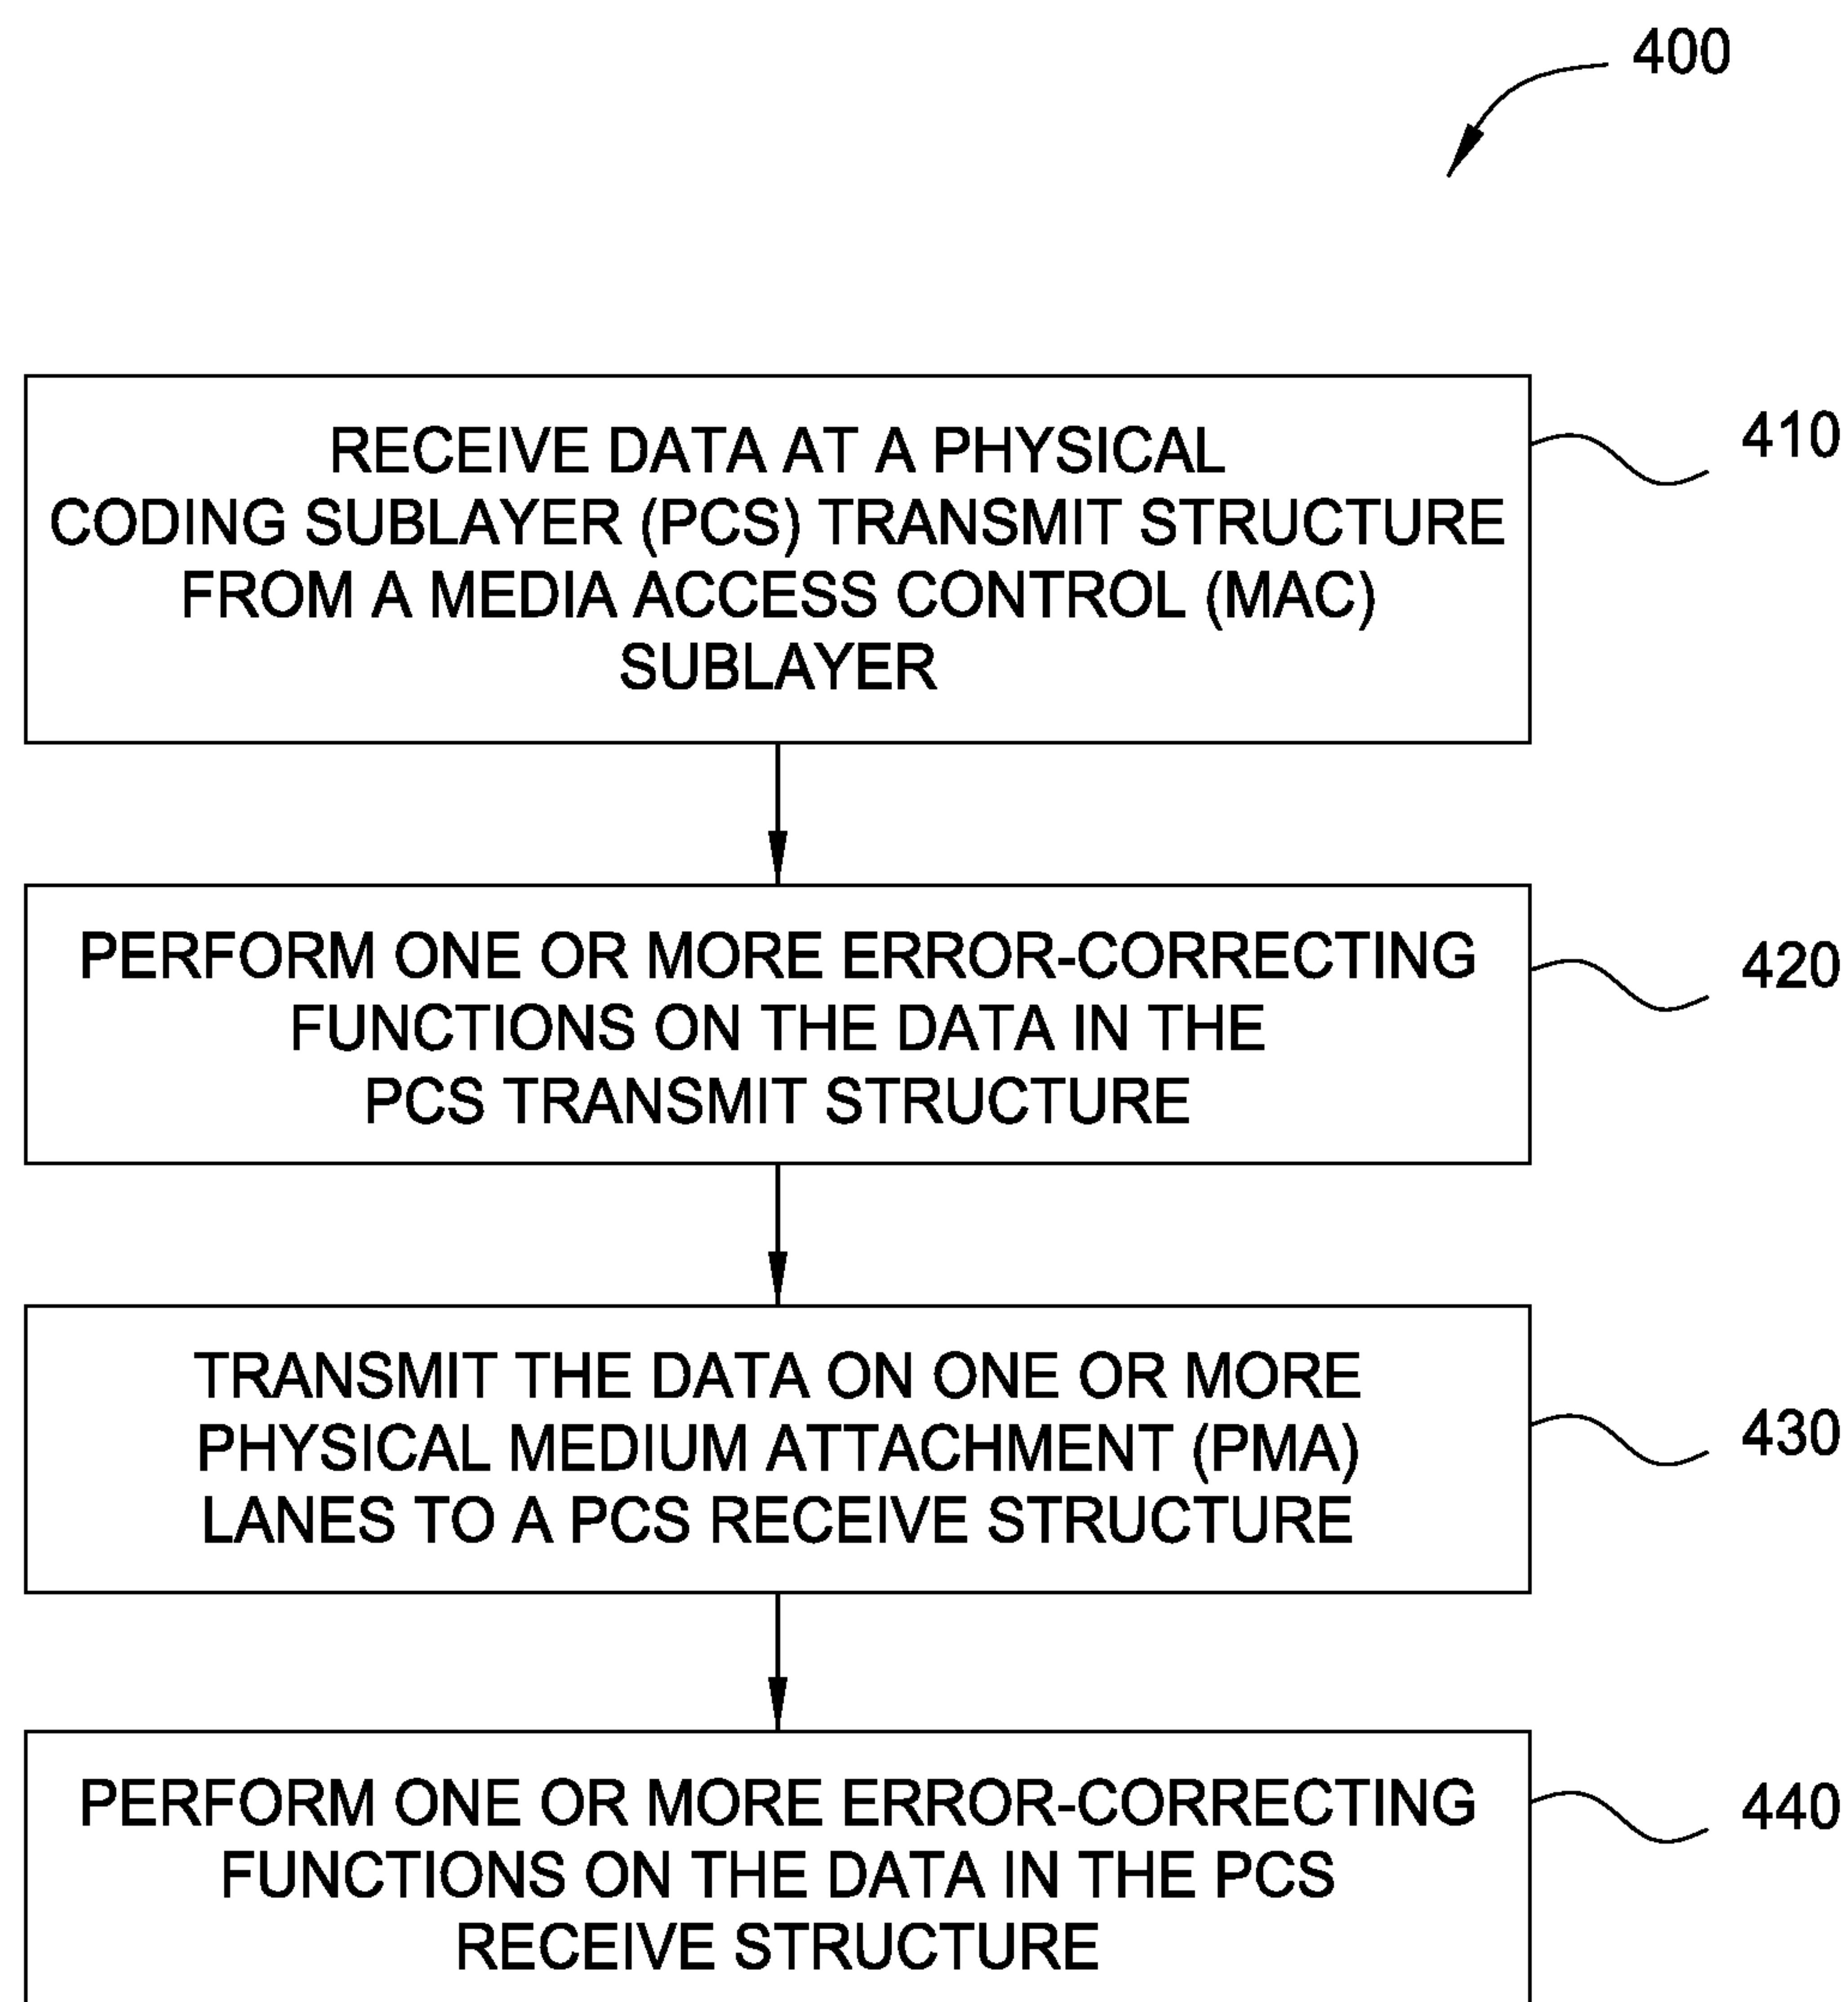 400
RECEIVE DATA AT A PHYSICAL
CODING SUBLAYER (PCS) TRANSMIT STRUCTURE
FROM A MEDIA ACCESS CONTROL (MAC)
SUBLAYER
410
PERFORM ONE OR MORE ERROR-CORRECTING
FUNCTIONS ON THE DATA IN THE
PCS TRANSMIT STRUCTURE
420
TRANSMIT THE DATA ON ONE OR MORE
PHYSICAL MEDIUM ATTACHMENT (PMA)
LANES TO A PCS RECEIVE STRUCTURE
430
PERFORM ONE OR MORE ERROR-CORRECTING
FUNCTIONS ON THE DATA IN THE PCS
RECEIVE STRUCTURE
440